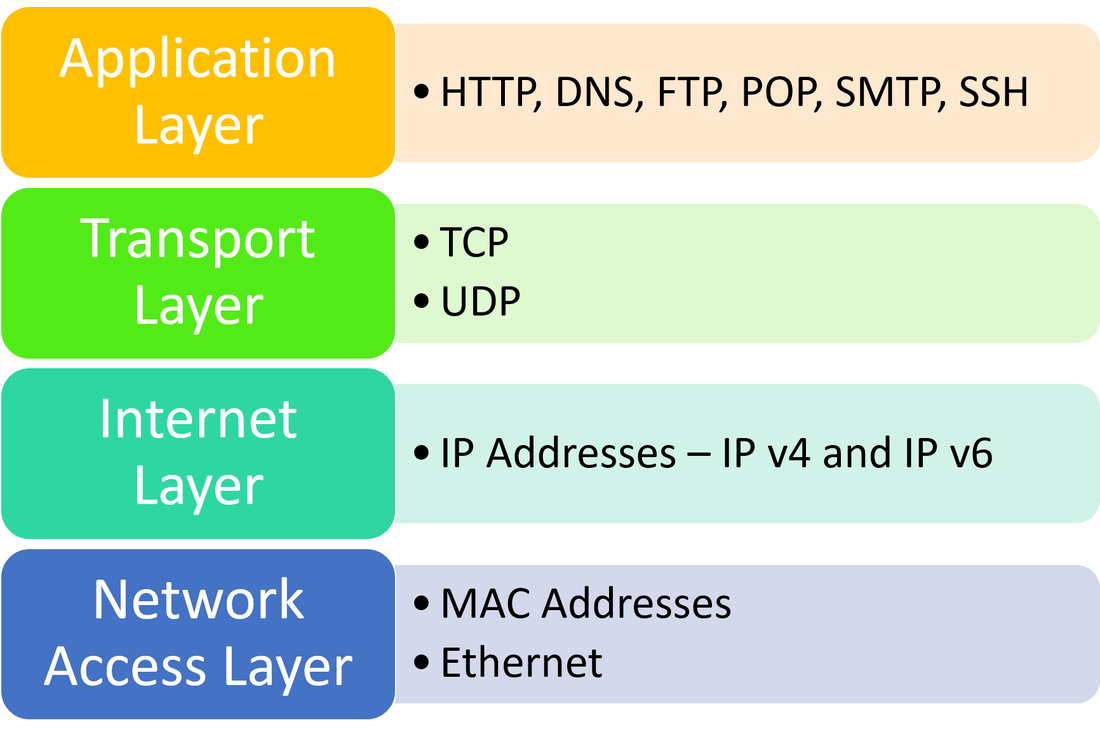 Application
Layer
• HTTP, DNS, FTP, POP, SMTP, SSH
Transport
Layer
• TCP
• UDP
Internet
Layer
• IP Addresses – IP v4 and IP v6
Network
Access Layer
• MAC Addresses
• Ethernet